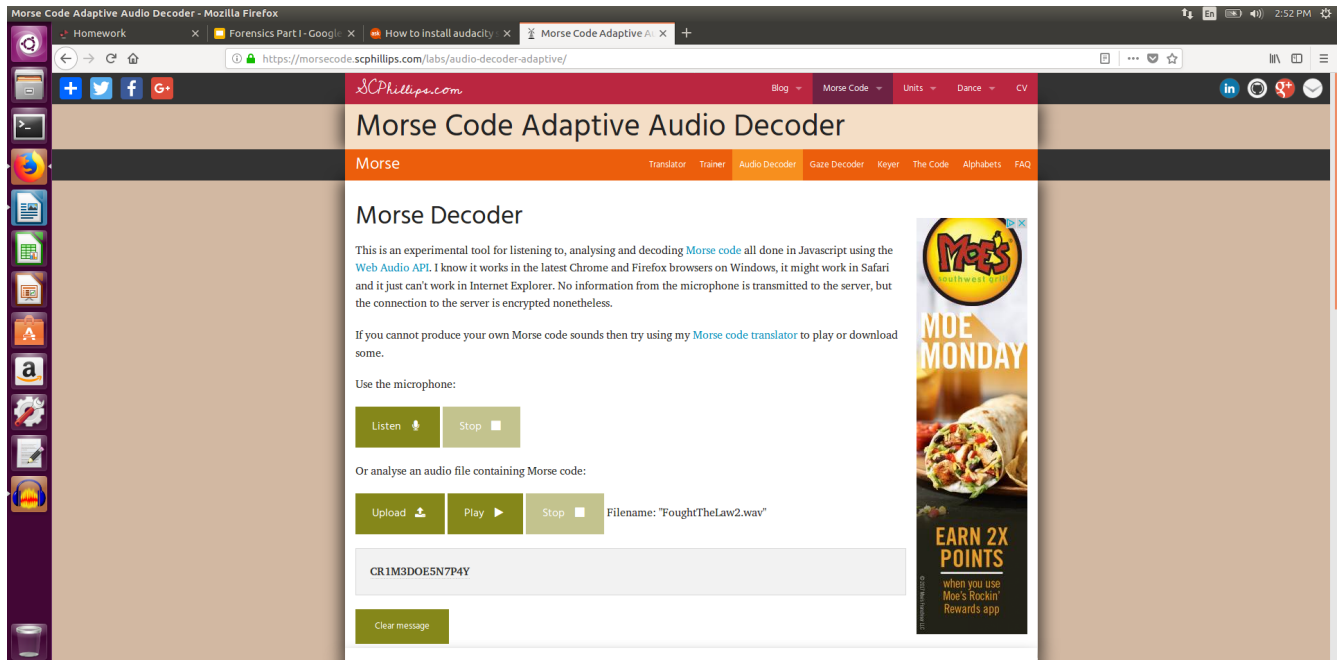 Morse Code Adaptive Audio Decoder - Mozilla Firefox
En
2:52 PM
Homework
Forensics Part I - Google
How to install audacity
Morse Code Adaptive Au
https://morsecode.scphillips.com/labs/audio-decoder-adaptive/
SCPhillips.com
Blog
Morse Code
Units
Dance
CV
Morse Code Adaptive Audio Decoder
Morse
Translator
Trainer
Audio Decoder
Gaze Decoder
Keyer
The Code
Alphabets
FAQ
Morse Decoder
This is an experimental tool for listening to, analysing and decoding Morse code all done in Javascript using the
Web Audio API. I know it works in the latest Chrome and Firefox browsers on Windows, it might work in Safari
and it just can't work in Internet Explorer. No information from the microphone is transmitted to the server, but
the connection to the server is encrypted nonetheless.
If you cannot produce your own Morse code sounds then try using my Morse code translator to play or download
some.
Use the microphone:
Listen
Stop
Or analyse an audio file containing Morse code:
Upload
Play
Stop
Filename: "FoughtTheLaw2.wav"
CR1M3DOE5N7P4Y
Clear message
MOE'S
southwest grill
MOE
MONDAY
EARN 2X
POINTS
when you use
Moe's Rockin'
Rewards app